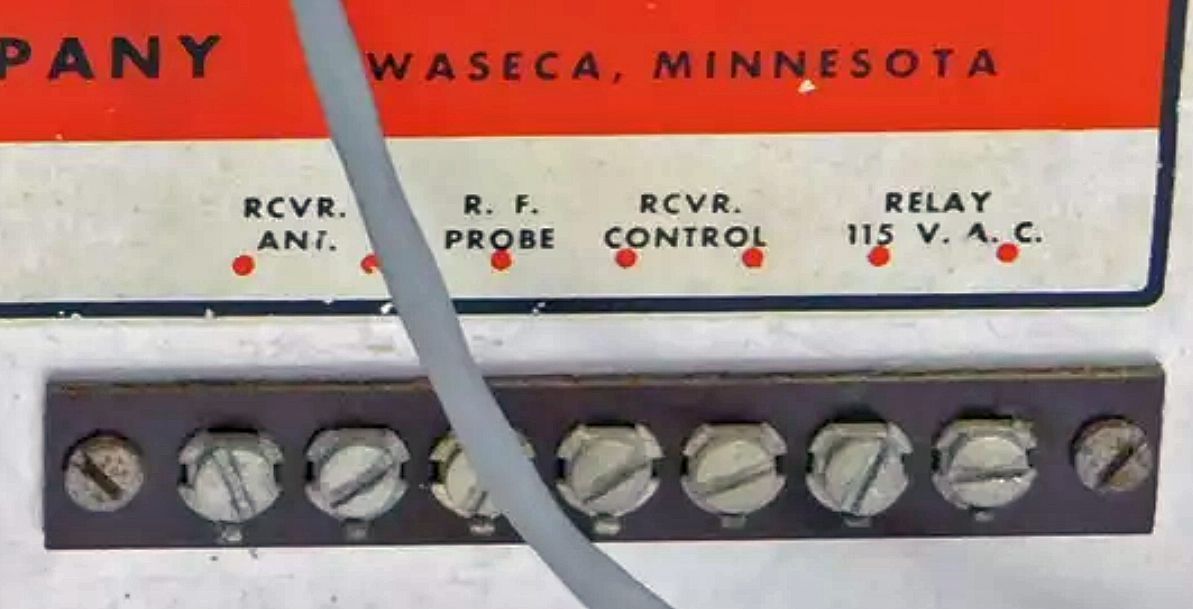 PANY WASECA, MINNESOTA
RCVR. R. F. RCVR. RELAY
ANT. PROBE CONTROL 115 V. A. C.